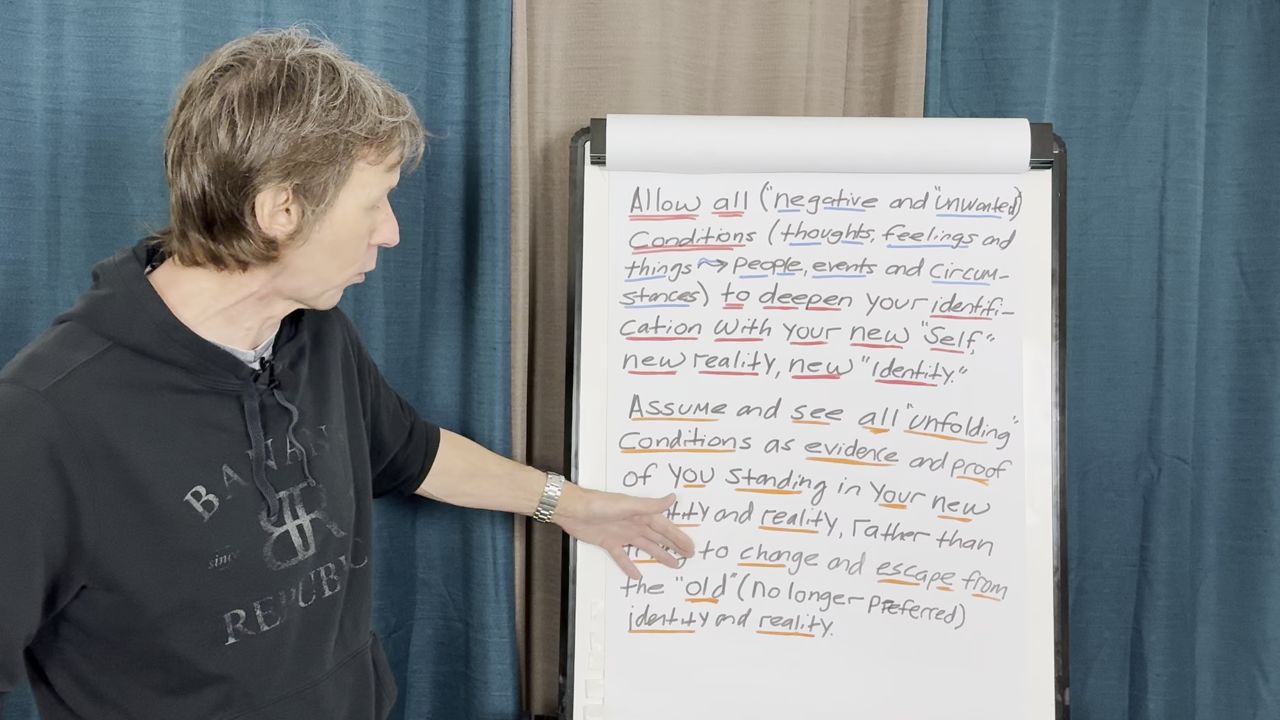 Allow all ("negative and "unwanted)
Conditions (thoughts, feelings and
things → People, events and Circum-
stances) to deepen your identifi-
cation with your new "Self,"
new reality, new "Identity."
Assume and see all "unfolding"
Conditions as evidence and proof
of you standing in your new
and reality, rather than
to change and escape from
the "old" (no longer preferred)
identity and reality.
BANANA
BR
since
REPUBLIC